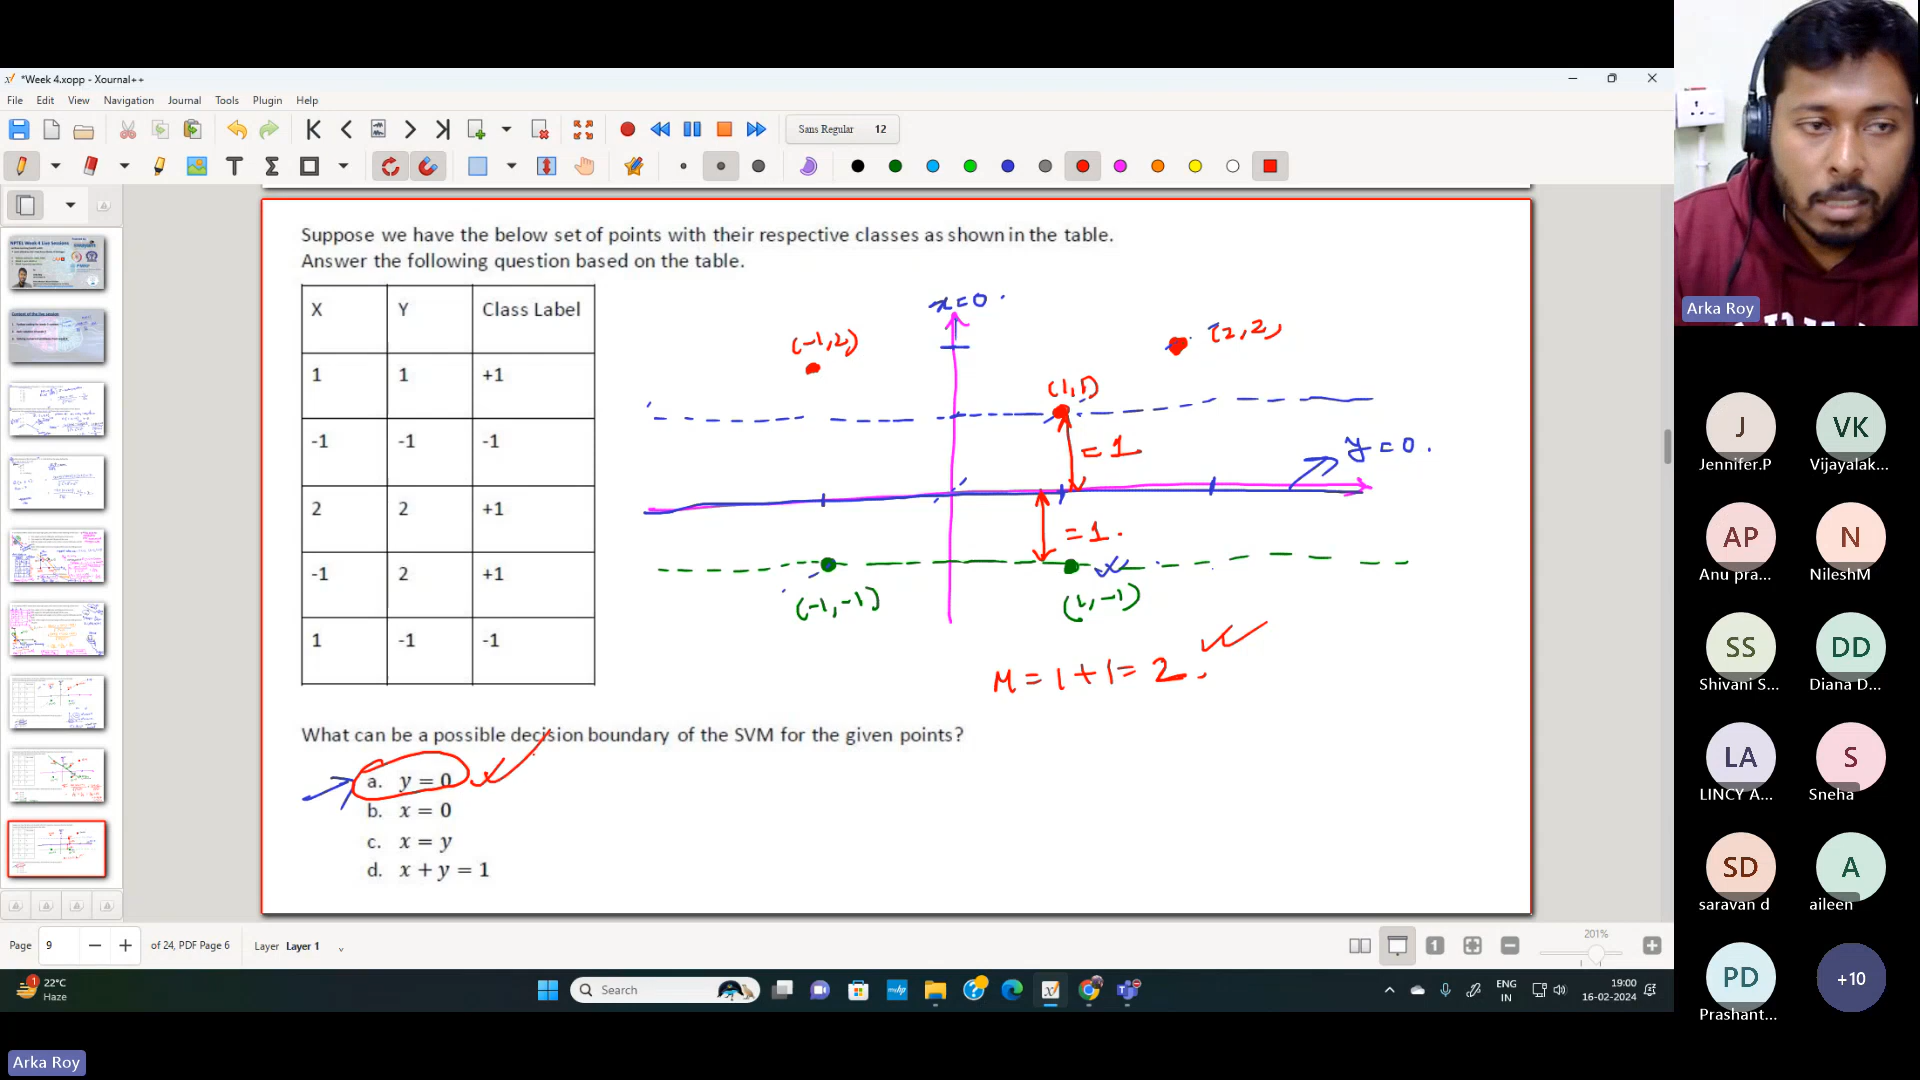 *Week 4.xopp - Xournal++
File Edit View Navigation Journal Tools Plugin Help
Sans Regular 12
Suppose we have the below set of points with their respective classes as shown in the table.
Answer the following question based on the table.
X Y Class Label
1 1 +1
-1 -1 -1
2 2 +1
-1 2 +1
1 -1 -1
x=0
(-1,2)
(2,2)
(1,1)
= 1
y = 0.
= 1.
(-1,-1)
(1,-1)
M = 1 + 1 = 2.
What can be a possible decision boundary of the SVM for the given points?
a. y = 0
b. x = 0
c. x = y
d. x + y = 1
Page 9 of 24, PDF Page 6 Layer Layer 1
201%
1
22°C
Haze
Search
ENG
IN
19:00
16-02-2024
Arka Roy
J
Jennifer.P
VK
Vijayalak...
AP
Anu pra...
N
NileshM
SS
Shivani S...
DD
Diana D...
LA
LINCY A...
S
Sneha
SD
saravan d
A
aileen
PD
Prashant...
+10
Arka Roy